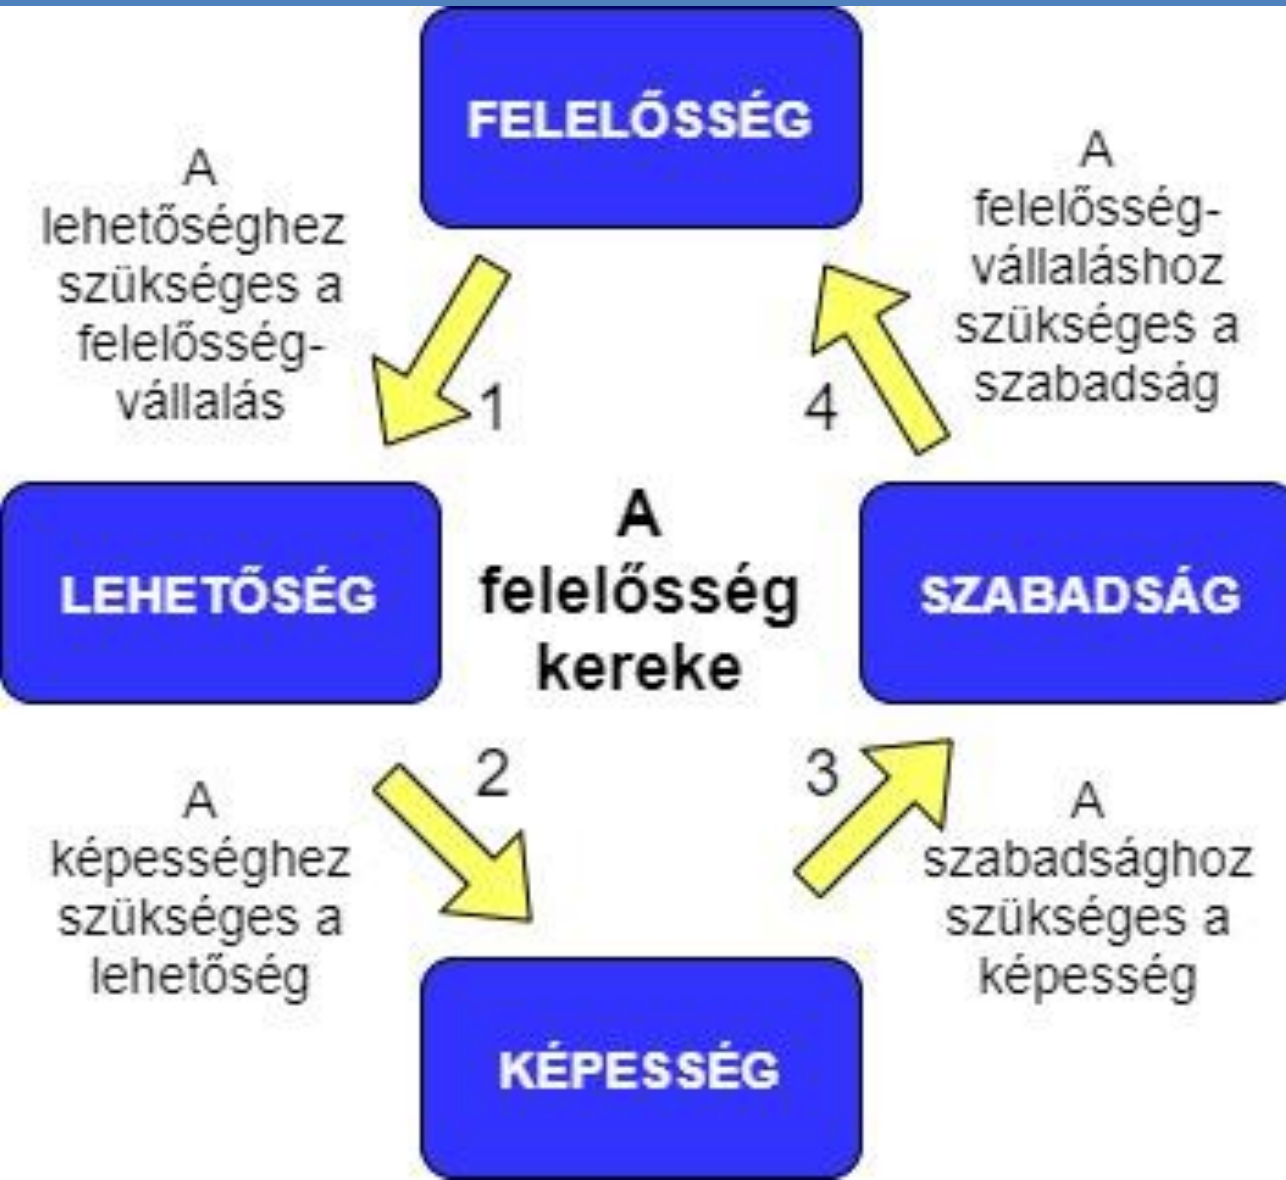 FELELŐSSÉG
A
lehetőséghez
szükséges a
felelősség-
vállalás
1
A
felelősség-
vállaláshoz
szükséges a
szabadság
4
LEHETŐSÉG
A
felelősség
kereke
SZABADSÁG
2
A
képességhez
szükséges a
lehetőség
3
A
szabadsághoz
szükséges a
képesség
KÉPESSÉG